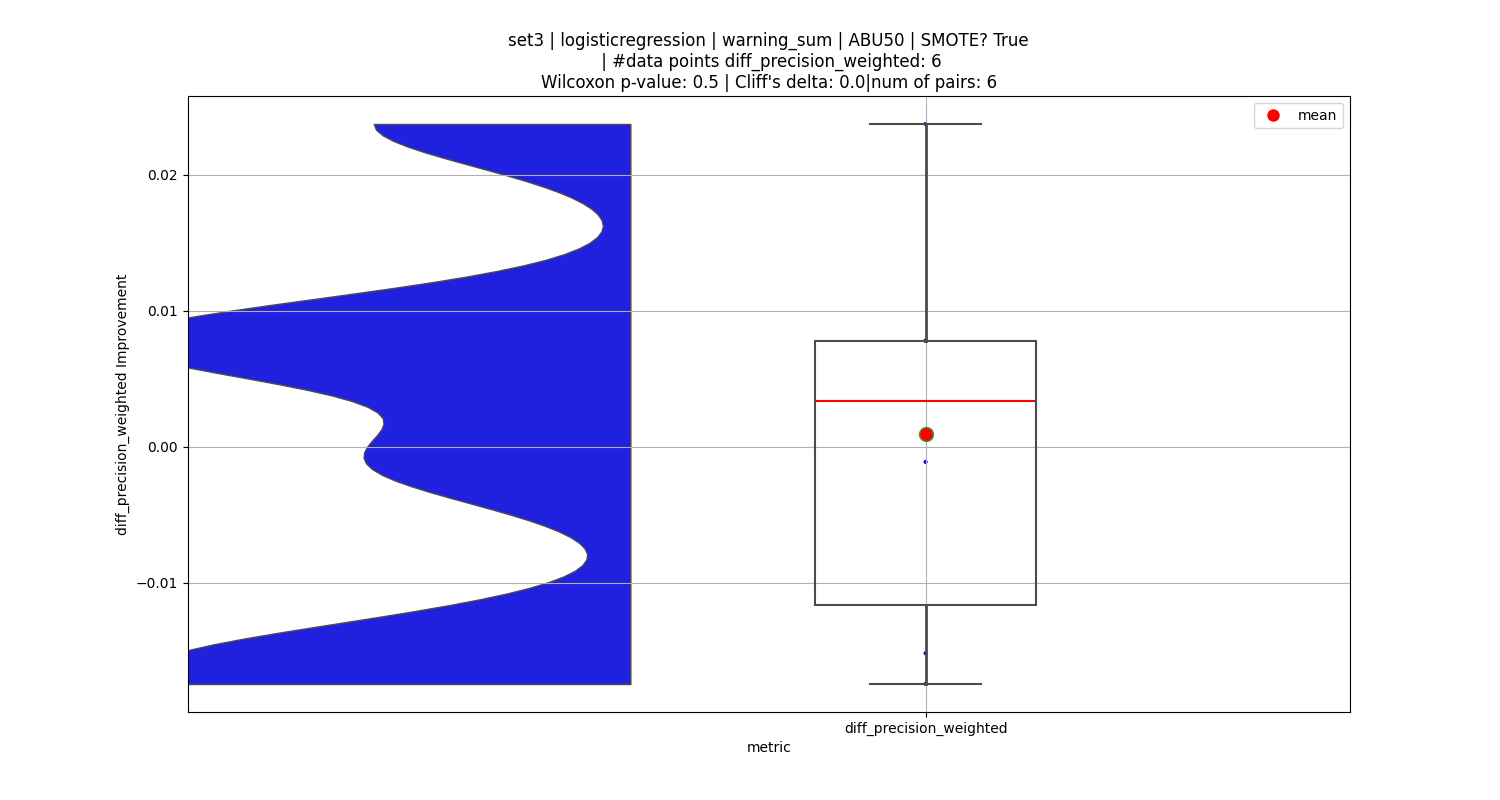 set3 | logisticregression | warning_sum | ABU50 | SMOTE? True
| #data points diff_precision_weighted: 6
Wilcoxon p-value: 0.5 | Cliff's delta: 0.0|num of pairs: 6
mean
0.02
0.01
0.00
−0.01
diff_precision_weighted Improvement
diff_precision_weighted
metric